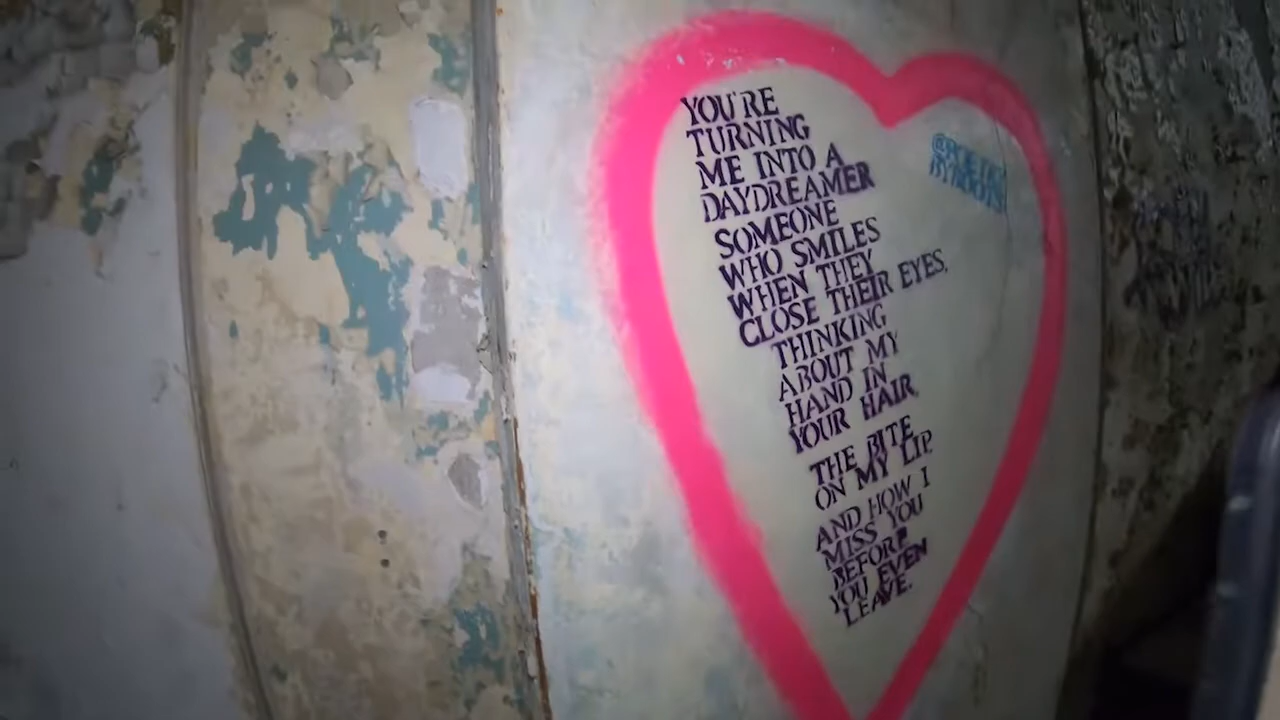 YOU'RE
TURNING
ME INTO A
DAYDREAMER
SOMEONE
WHO SMILES
WHEN THEY
CLOSE THEIR EYES,
THINKING
ABOUT MY
HAND IN
YOUR HAIR,
THE BITE
ON MY LIP,
AND HOW I
MISS YOU
BEFORE
YOU EVEN
LEAVE.